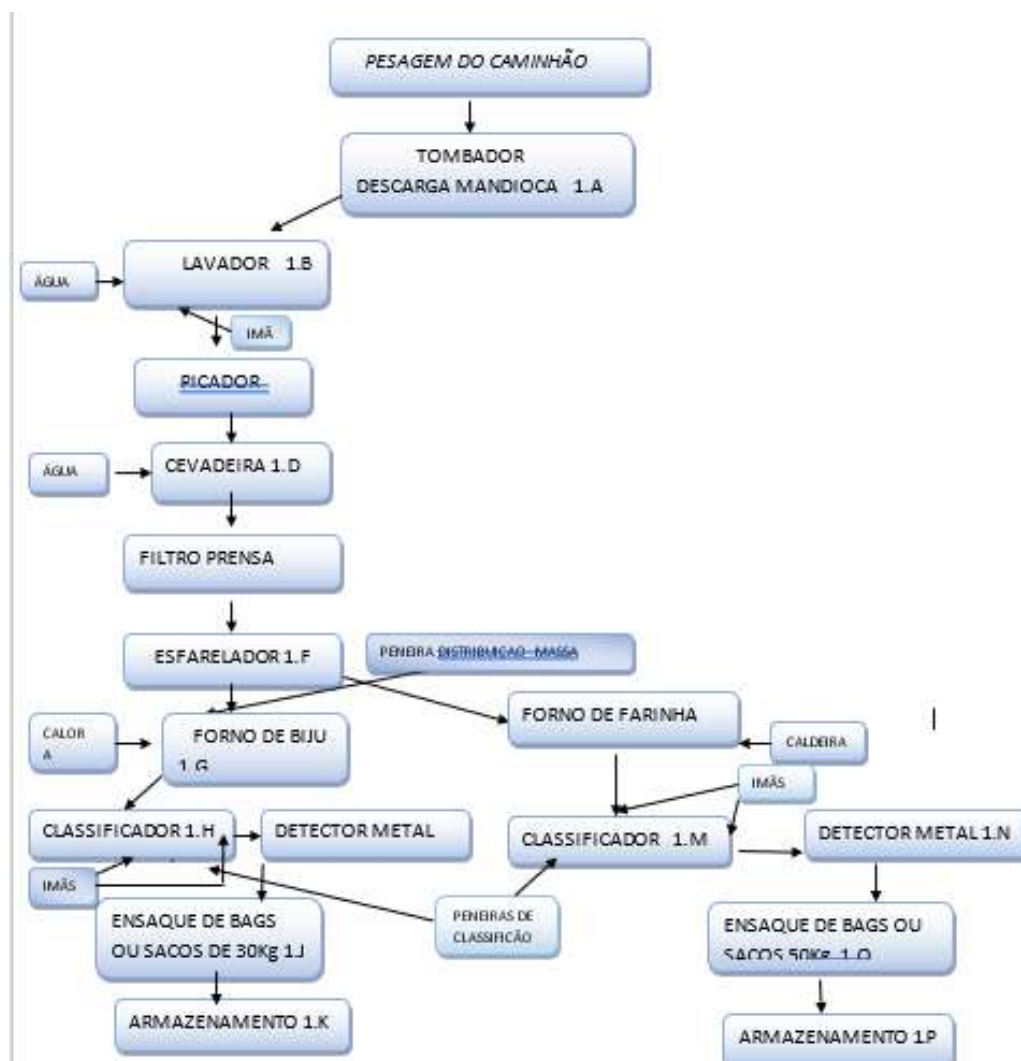 PESAGEM DO CAMINHÃO
TOMBADOR
DESCARGA MANDIOCA 1.A
LAVADOR 1.B
ÁGUA
IMÃ
PICADOR
CEVADEIRA 1.D
ÁGUA
FILTRO PRENSA
ESFARELADOR 1.F
PENEIRA DISTRIBUICAO MASSA
FORNO DE FARINHA
CALOR
A
FORNO DE BIJU
1.G
CALDEIRA
IMÃS
CLASSIFICADOR 1.H
DETECTOR METAL
CLASSIFICADOR 1.M
DETECTOR METAL 1.N
IMÃS
ENSAQUE DE BAGS
OU SACOS DE 30Kg 1.J
PENEIRAS DE
CLASSIFICÃO
ENSAQUE DE BAGS OU
SACOS 50Kg 1.O
ARMAZENAMENTO 1.K
ARMAZENAMENTO 1.P